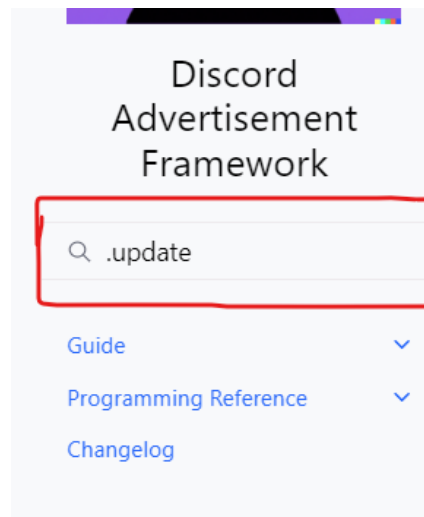 Discord
Advertisement
Framework
.update
Guide
Programming Reference
Changelog